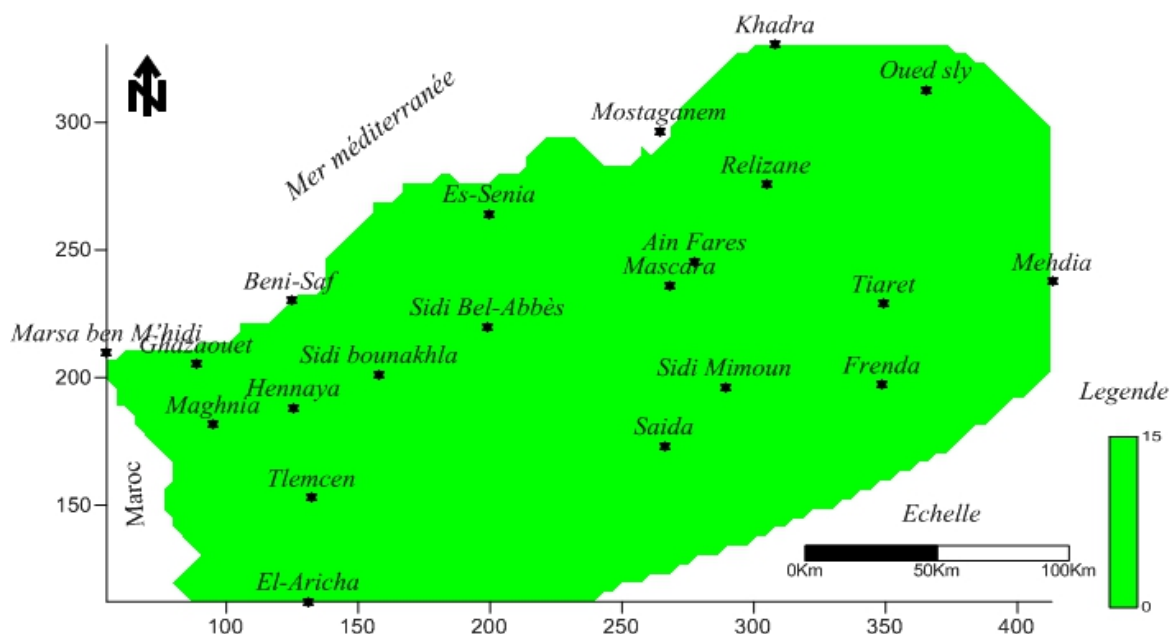 Khadra
Oued sly
N
Mostaganem
300
Mer méditerranée
Relizane
Es-Senia
250
Ain Fares
Mascara
Mehdia
Beni-Saf
Tiaret
Sidi Bel-Abbès
Marsa ben M'hidi
Ghazaouet
Sidi bounakhla
200
Sidi Mimoun
Frenda
Hennaya
Legende
Maghnia
Saida
15
Tlemcen
Maroc
150
Echelle
0Km 50Km 100Km
El-Aricha
0
100 150 200 250 300 350 400